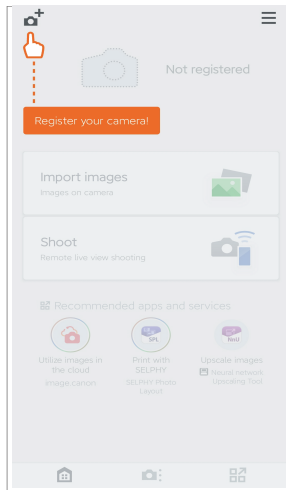 Not registered
Register your camera!
Import images
Images on camera
Shoot
Remote live view shooting
Recommended apps and services
SPL
Utilize images in
the cloud
image.canon
Print with
SELPHY
SELPHY Photo
Layout
Upscale images
Neural network
Upscaling Tool